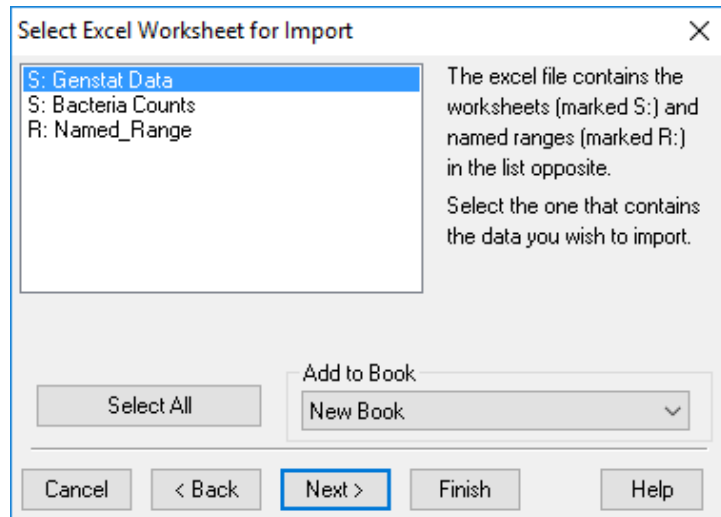 Select Excel Worksheet for Import
S: Genstat Data
S: Bacteria Counts
R: Named_Range
The excel file contains the
worksheets (marked S:) and
named ranges (marked R:)
in the list opposite.
Select the one that contains
the data you wish to import.
Select All
Add to Book
New Book
Cancel
< Back
Next >
Finish
Help